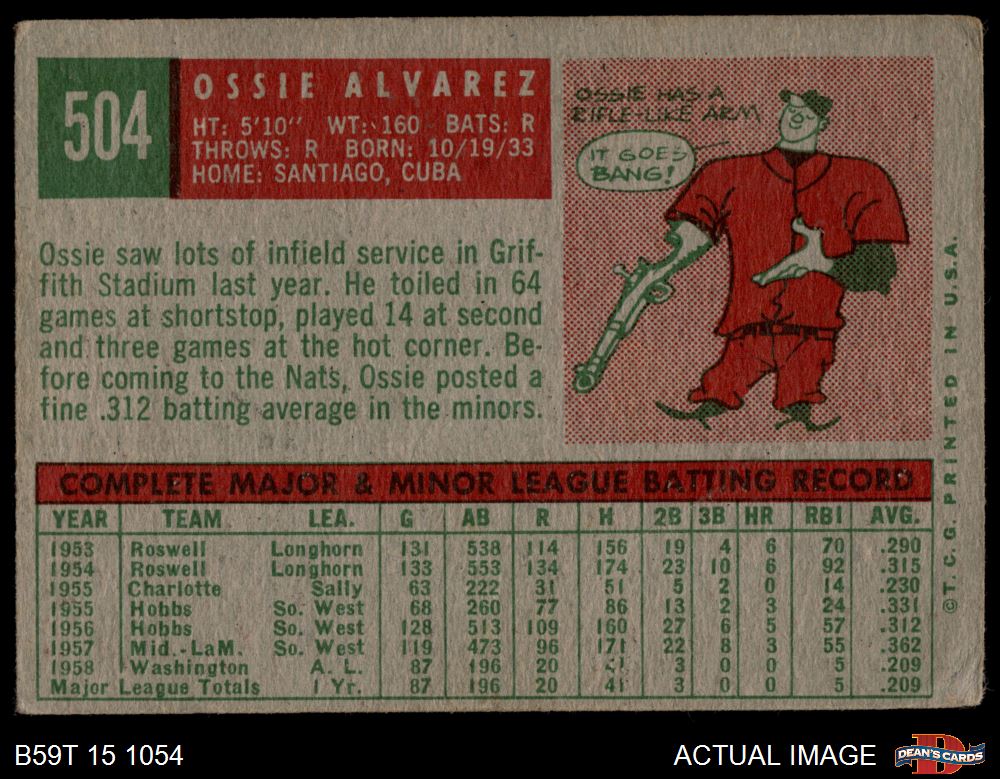 504
OSSIE ALVAREZ
HT: 5'10" WT: 160 BATS: R
THROWS: R BORN: 10/19/33
HOME: SANTIAGO, CUBA
OSSIE HAS A
RIFLE-LIKE ARM
IT GOES
BANG!
Ossie saw lots of infield service in Grif-
fith Stadium last year. He toiled in 64
games at shortstop, played 14 at second
and three games at the hot corner. Be-
fore coming to the Nats, Ossie posted a
fine .312 batting average in the minors.
COMPLETE MAJOR & MINOR LEAGUE BATTING RECORD
YEAR TEAM LEA. G AB R H 2B 3B HR RBI AVG.
1953 Roswell Longhorn 131 538 114 156 19 4 6 70 .290
1954 Roswell Longhorn 133 553 134 174 23 10 6 92 .315
1955 Charlotte Sally 63 222 31 51 5 2 0 14 .230
1955 Hobbs So. West 68 260 77 86 13 2 3 24 .331
1956 Hobbs So. West 128 513 109 160 27 6 5 57 .312
1957 Mid.-LaM. So. West 119 473 96 171 22 8 3 55 .362
1958 Washington A. L. 87 196 20 41 3 0 0 5 .209
Major League Totals 1 Yr. 87 196 20 41 3 0 0 5 .209
©T. C. G. PRINTED IN U.S.A.
B59T 15 1054
ACTUAL IMAGE
DEAN'S CARDS